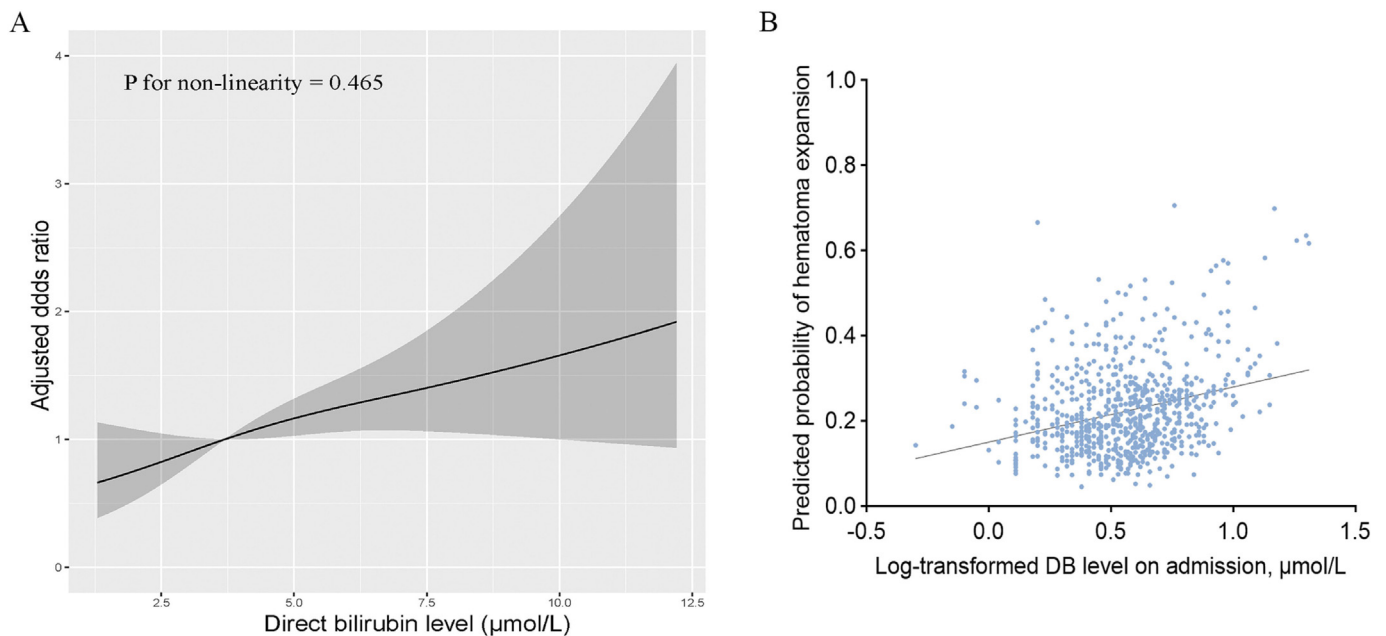 A
P for non-linearity = 0.465
Adjusted ddds ratio
4
3
2
1
0
2.5 5.0 7.5 10.0 12.5
Direct bilirubin level (μmol/L)
B
Predicted probability of hematoma expansion
1.0
0.8
0.6
0.4
0.2
0.0
-0.5 0.0 0.5 1.0 1.5
Log-transformed DB level on admission, μmol/L